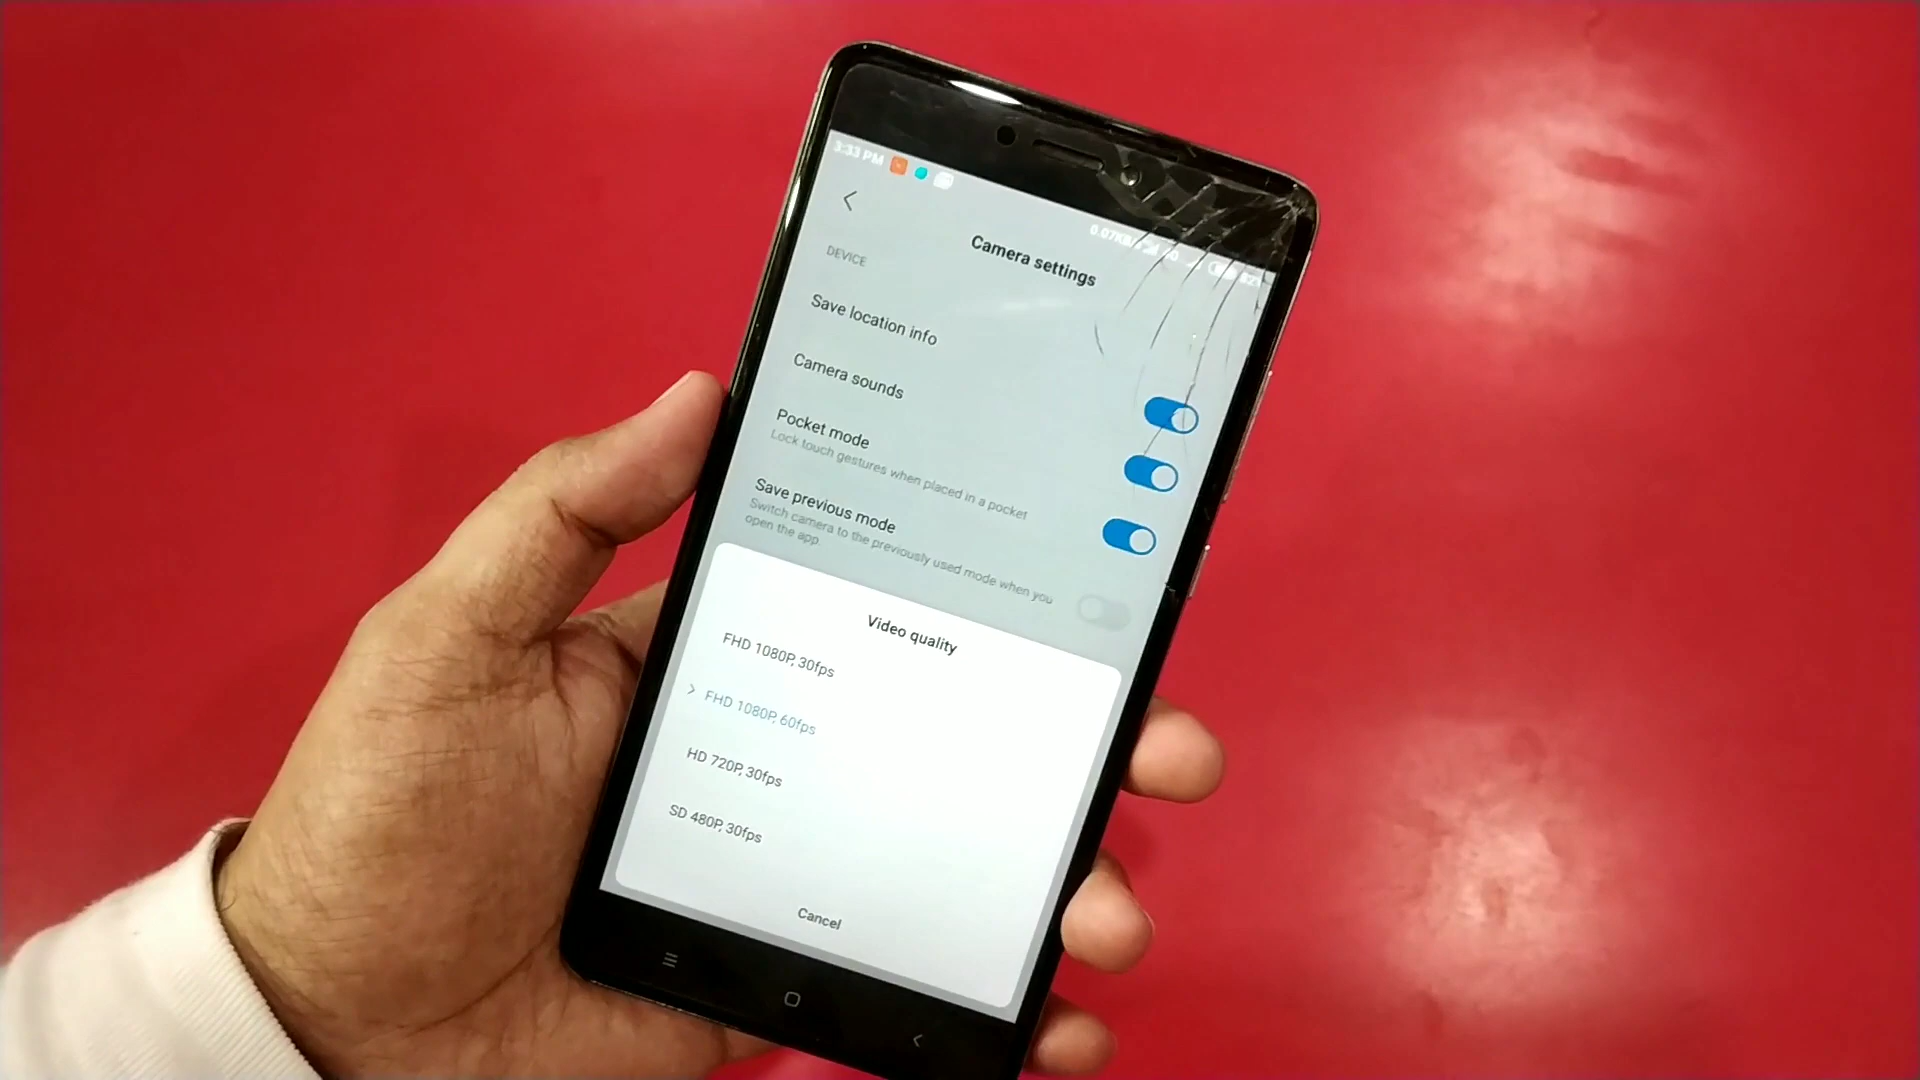 3:33 PM
0.07KB/
Camera settings
DEVICE
Save location info
Camera sounds
Pocket mode
Lock touch gestures when placed in a pocket
Save previous mode
Switch camera to the previously used mode when you
open the app
Video quality
FHD 1080P, 30fps
FHD 1080P, 60fps
HD 720P, 30fps
SD 480P, 30fps
Cancel